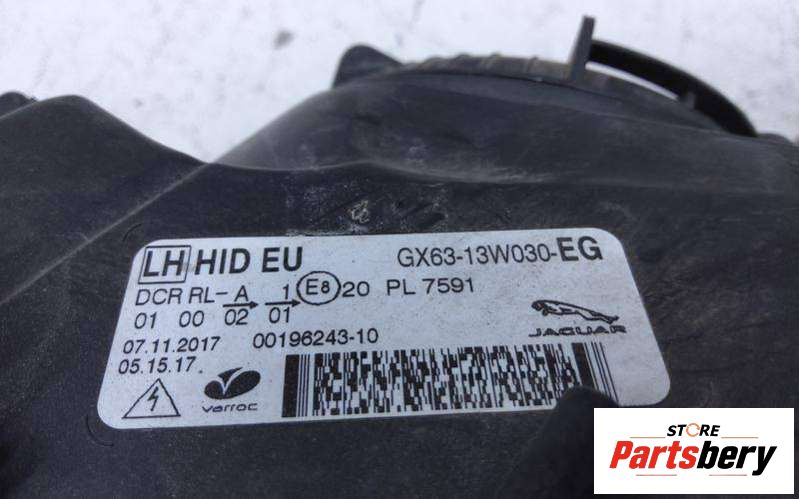 LH HID EU GX63-13W030-EG
DCR RL- A 1 E8 20 PL 7591
01 00 02 01
JAGUAR
07.11.2017 00196243-10
05.15.17
varroc
STORE
Partsbery